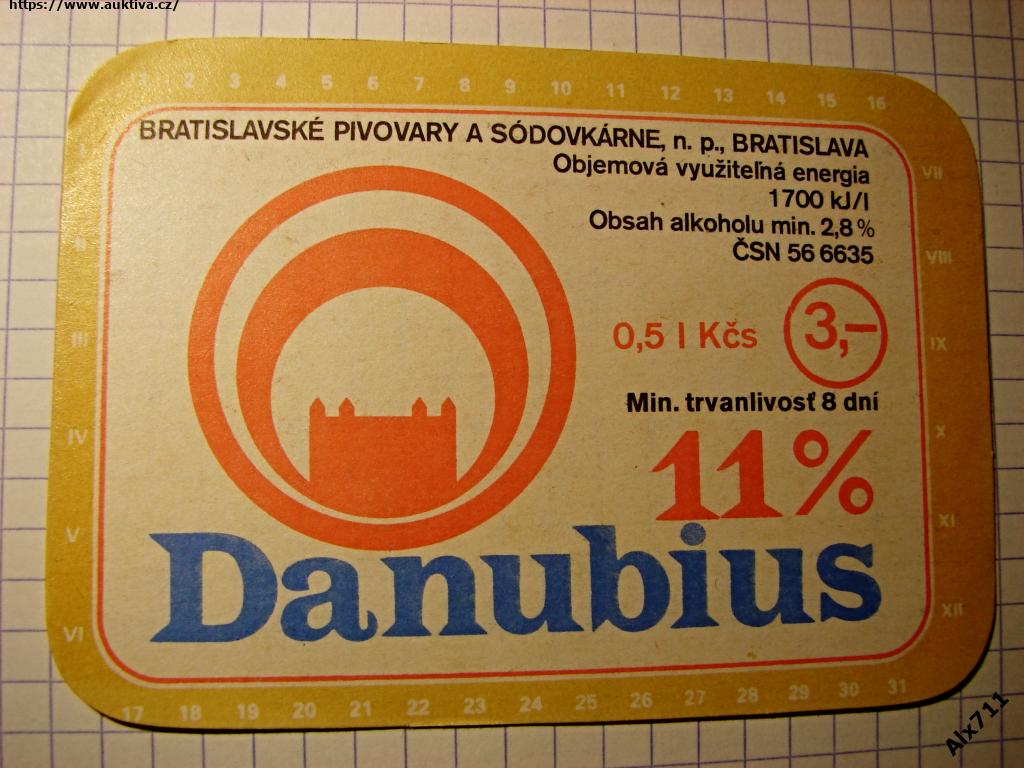 https://www.auktiva.cz/
1 2 3 4 5 6 7 8 9 10 11 12 13 14 15 16
BRATISLAVSKÉ PIVOVARY A SÓDOVKÁRNE, n. p., BRATISLAVA
Objemová využiteľná energia
1700 kJ/l
Obsah alkoholu min. 2,8%
ČSN 56 6635
0,5 l Kčs 3,–
Min. trvanlivosť 8 dní
11%
Danubius
I
II
III
IV
V
VI
VII
VIII
IX
X
XI
XII
17 18 19 20 21 22 23 24 25 26 27 28 29 30 31
Alx711